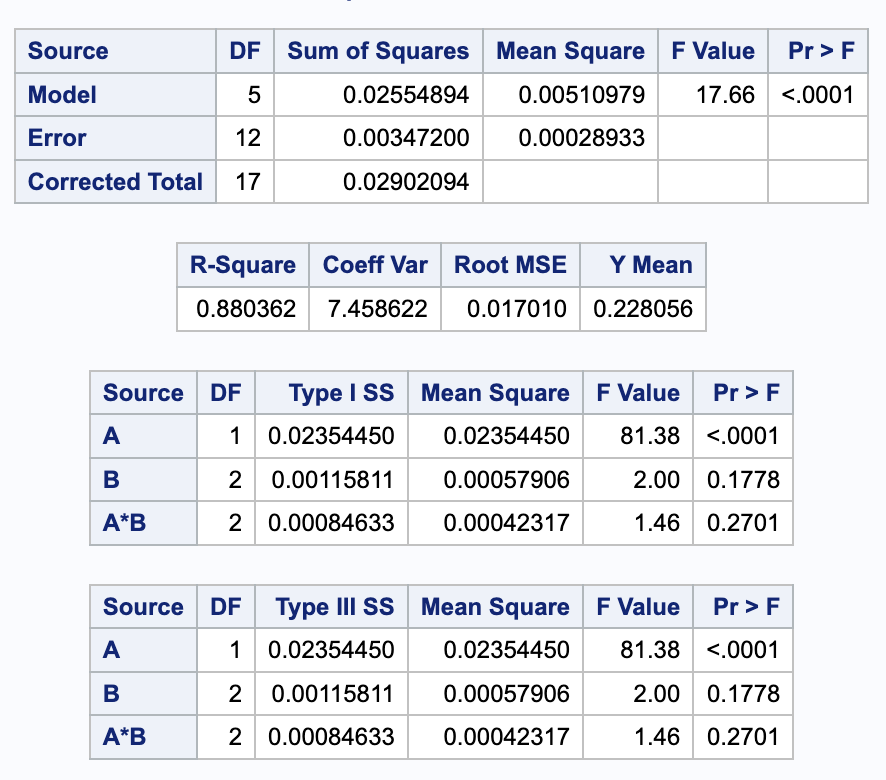 Source DF Sum of Squares Mean Square F Value Pr > F
Model 5 0.02554894 0.00510979 17.66 <.0001
Error 12 0.00347200 0.00028933
Corrected Total 17 0.02902094
R-Square Coeff Var Root MSE Y Mean
0.880362 7.458622 0.017010 0.228056
Source DF Type I SS Mean Square F Value Pr > F
A 1 0.02354450 0.02354450 81.38 <.0001
B 2 0.00115811 0.00057906 2.00 0.1778
A*B 2 0.00084633 0.00042317 1.46 0.2701
Source DF Type III SS Mean Square F Value Pr > F
A 1 0.02354450 0.02354450 81.38 <.0001
B 2 0.00115811 0.00057906 2.00 0.1778
A*B 2 0.00084633 0.00042317 1.46 0.2701